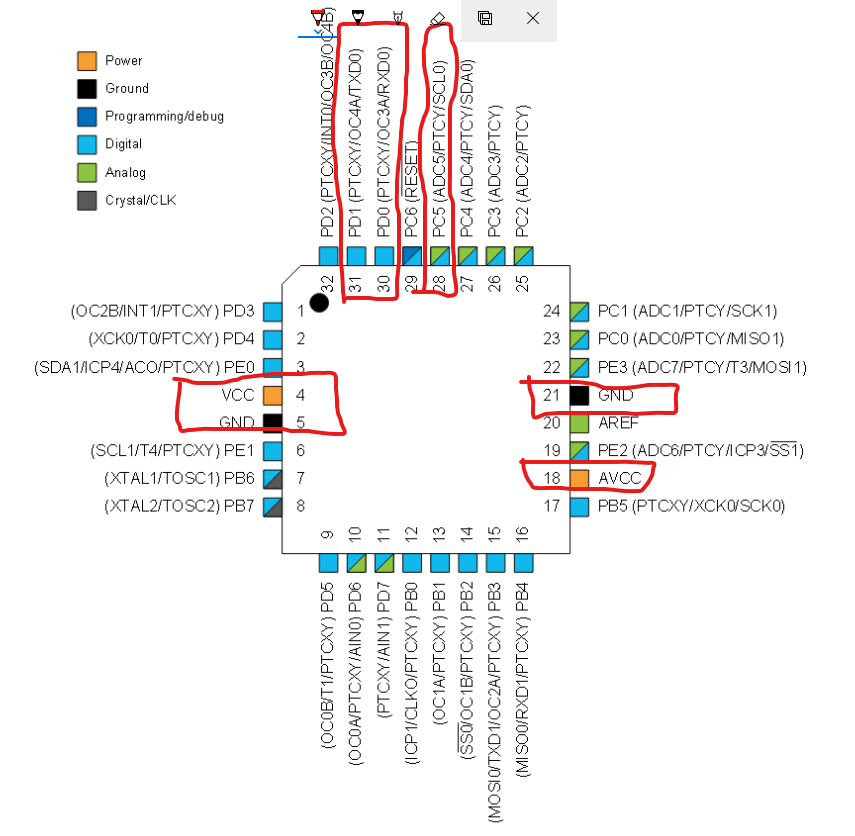 Power
Ground
Programming/debug
Digital
Analog
Crystal/CLK
PD2 (PTCXY/INT0/OC3B/OC4B)
PD1 (PTCXY/OC4A/TXD0)
PD0 (PTCXY/OC3A/RXD0)
PC6 (RESET)
PC5 (ADC5/PTCY/SCL0)
PC4 (ADC4/PTCY/SDA0)
PC3 (ADC3/PTCY)
PC2 (ADC2/PTCY)
32
31
30
29
28
27
26
25
(OC2B/INT1/PTCXY) PD3 1
(XCK0/T0/PTCXY) PD4 2
(SDA1/ICP4/ACO/PTCXY) PE0 3
VCC 4
GND 5
(SCL1/T4/PTCXY) PE1 6
(XTAL1/TOSC1) PB6 7
(XTAL2/TOSC2) PB7 8
24 PC1 (ADC1/PTCY/SCK1)
23 PC0 (ADC0/PTCY/MISO1)
22 PE3 (ADC7/PTCY/T3/MOSI1)
21 GND
20 AREF
19 PE2 (ADC6/PTCY/ICP3/SS1)
18 AVCC
17 PB5 (PTCXY/XCK0/SCK0)
9
10
11
12
13
14
15
16
(OC0B/T1/PTCXY) PD5
(OC0A/PTCXY/AIN0) PD6
(PTCXY/AIN1) PD7
(ICP1/CLKO/PTCXY) PB0
(OC1A/PTCXY) PB1
(SS0/OC1B/PTCXY) PB2
(MOSI0/TXD1/OC2A/PTCXY) PB3
(MISO0/RXD1/PTCXY) PB4